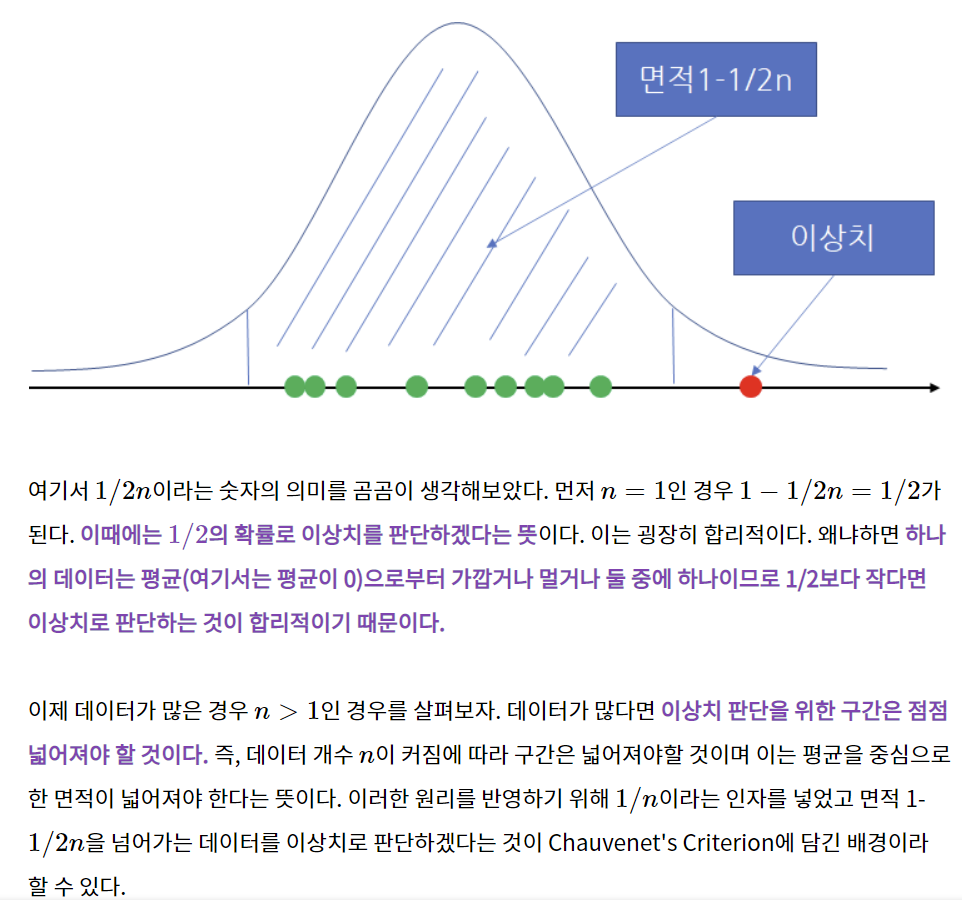 면적1-1/2n
이상치
여기서 1/2n이라는 숫자의 의미를 곰곰이 생각해보았다. 먼저 n = 1인 경우 1 − 1/2n = 1/2가
된다. 이때에는 1/2의 확률로 이상치를 판단하겠다는 뜻이다. 이는 굉장히 합리적이다. 왜냐하면 하나
의 데이터는 평균(여기서는 평균이 0)으로부터 가깝거나 멀거나 둘 중에 하나이므로 1/2보다 작다면
이상치로 판단하는 것이 합리적이기 때문이다.
이제 데이터가 많은 경우 n > 1인 경우를 살펴보자. 데이터가 많다면 이상치 판단을 위한 구간은 점점
넓어져야 할 것이다. 즉, 데이터 개수 n이 커짐에 따라 구간은 넓어져야할 것이며 이는 평균을 중심으로
한 면적이 넓어져야 한다는 뜻이다. 이러한 원리를 반영하기 위해 1/n이라는 인자를 넣었고 면적 1-
1/2n을 넘어가는 데이터를 이상치로 판단하겠다는 것이 Chauvenet's Criterion에 담긴 배경이라
할 수 있다.